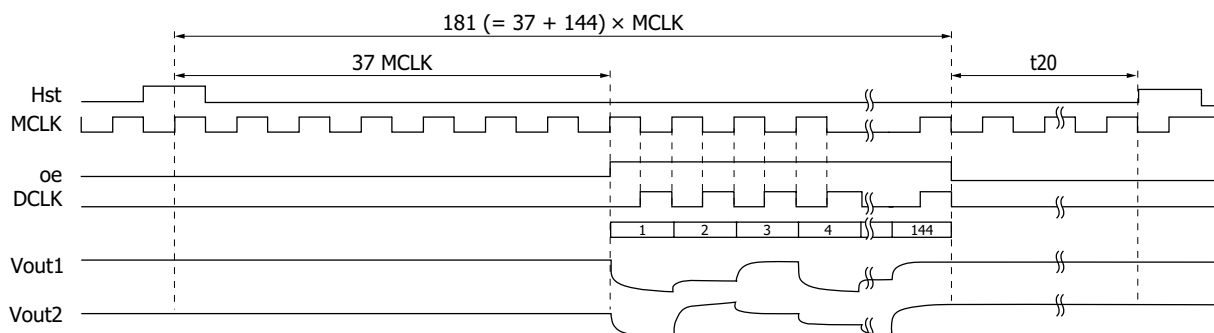 181 (= 37 + 144) × MCLK
37 MCLK
t20
Hst
MCLK
oe
DCLK
1 2 3 4 144
Vout1
Vout2